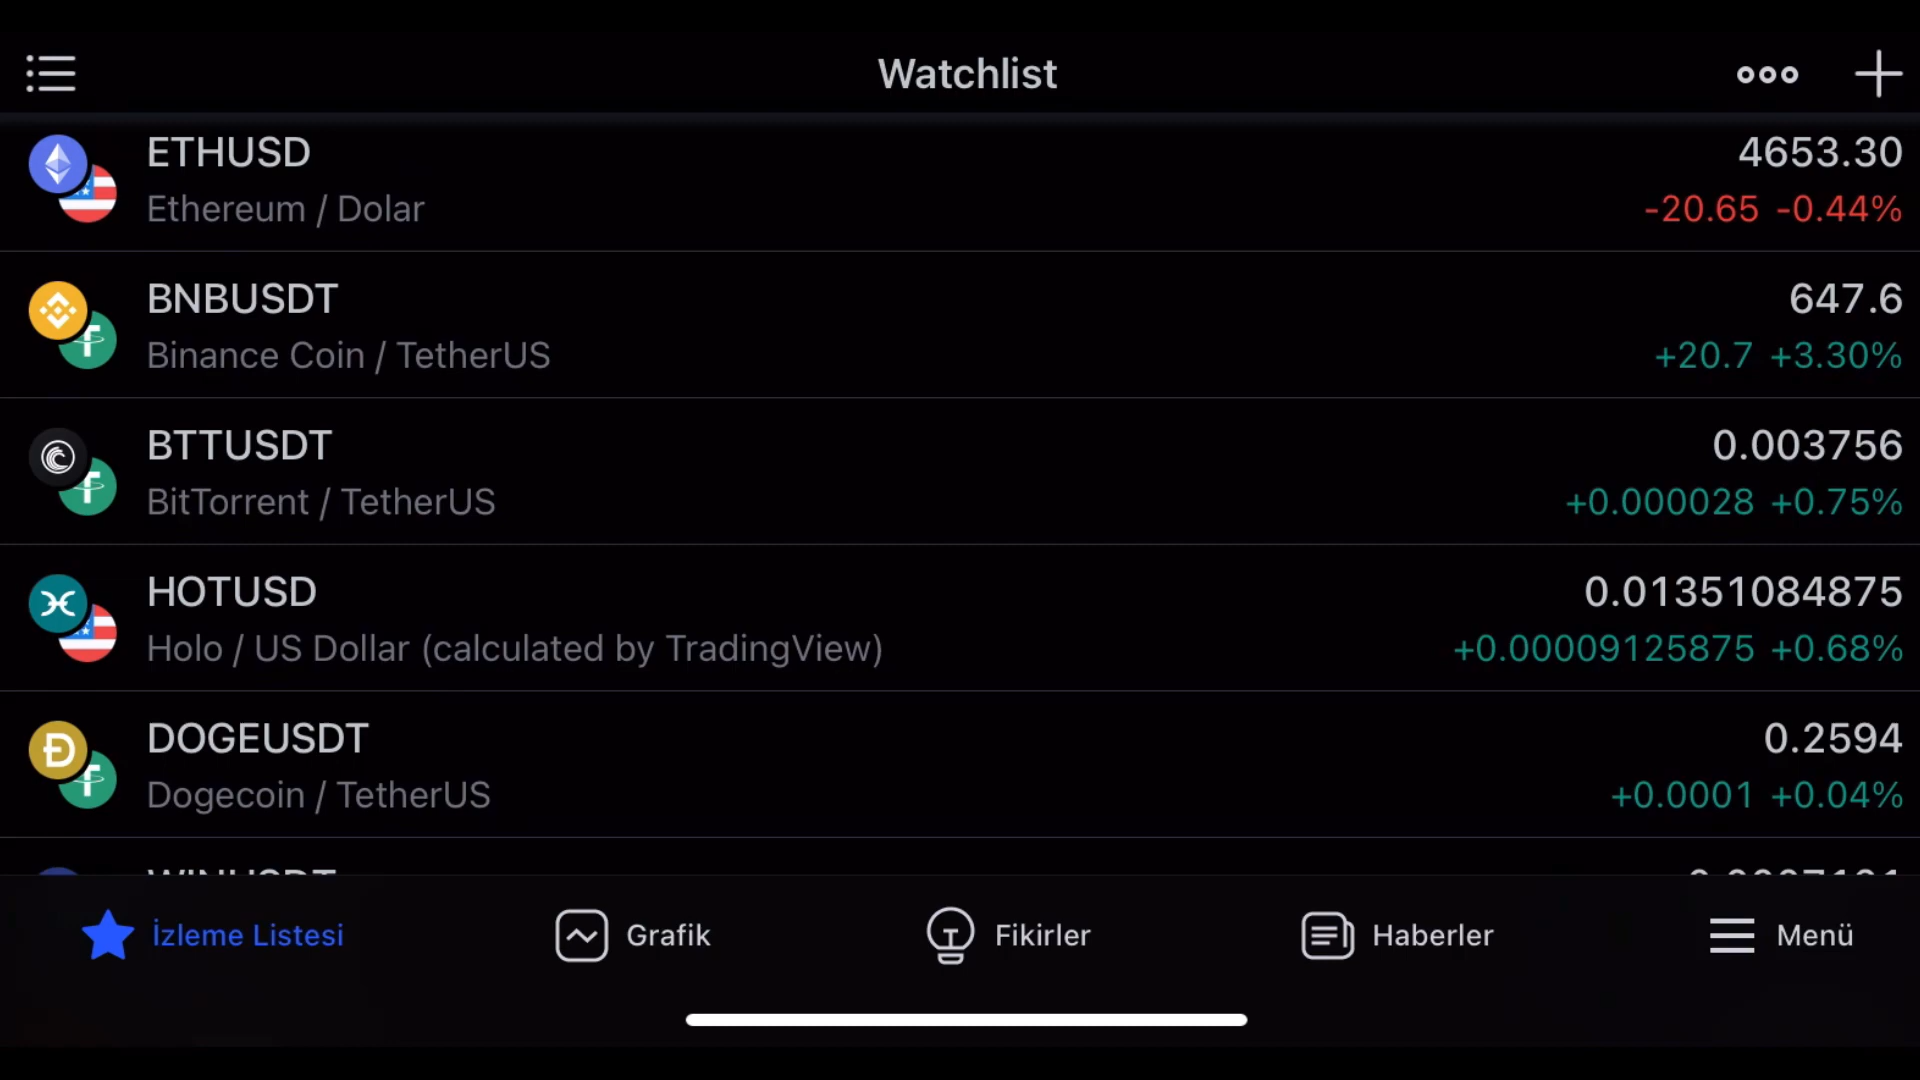 Watchlist
ETHUSD 4653.30
Ethereum / Dolar -20.65 -0.44%
BNBUSDT 647.6
Binance Coin / TetherUS +20.7 +3.30%
BTTUSDT 0.003756
BitTorrent / TetherUS +0.000028 +0.75%
HOTUSD 0.01351084875
Holo / US Dollar (calculated by TradingView) +0.00009125875 +0.68%
DOGEUSDT 0.2594
Dogecoin / TetherUS +0.0001 +0.04%
WINUSDT
İzleme Listesi Grafik Fikirler Haberler Menü